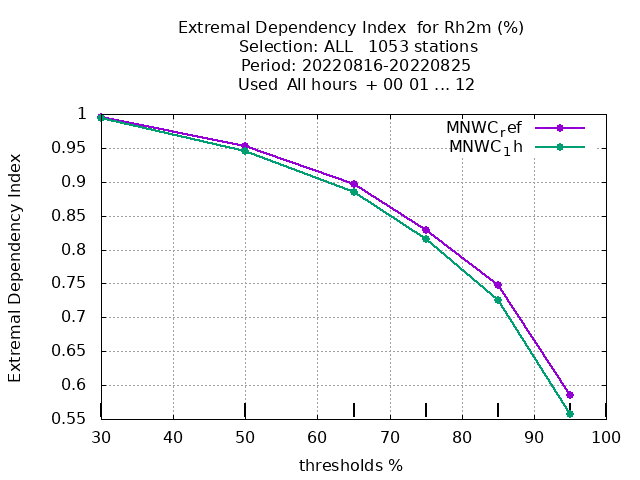 Extremal Dependency Index  for Rh2m (%)
Selection: ALL   1053 stations
Period: 20220816-20220825
Used  All hours  + 00 01 ... 12
MNWC_ref
MNWC_1h
1
0.95
0.9
0.85
0.8
0.75
0.7
0.65
0.6
0.55
Extremal Dependency Index
30 40 50 60 70 80 90 100
thresholds %